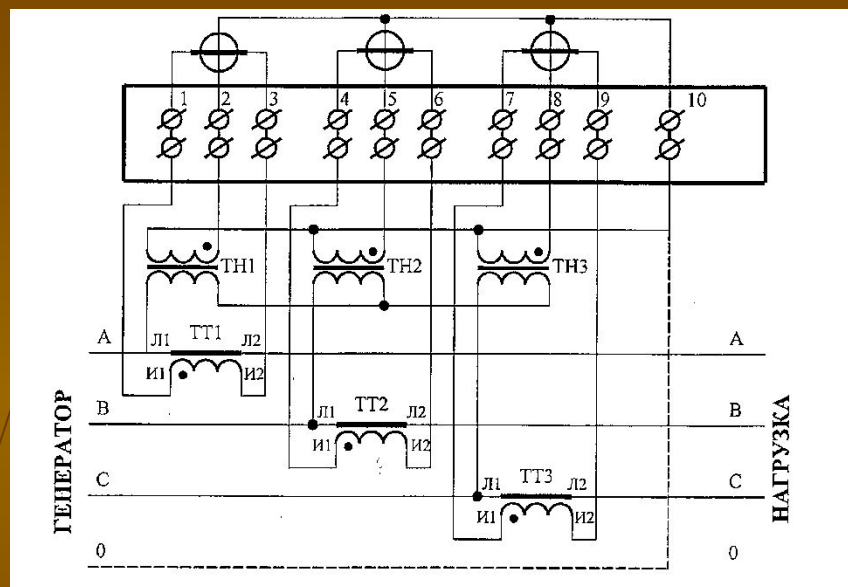 1 2 3 4 5 6 7 8 9 10
ТН1 ТН2 ТН3
A Л1 ТТ1 Л2 A
И1 И2
B Л1 ТТ2 Л2 B
И1 И2
C Л1 ТТ3 Л2 C
И1 И2
0 0
ГЕНЕРАТОР
НАГРУЗКА